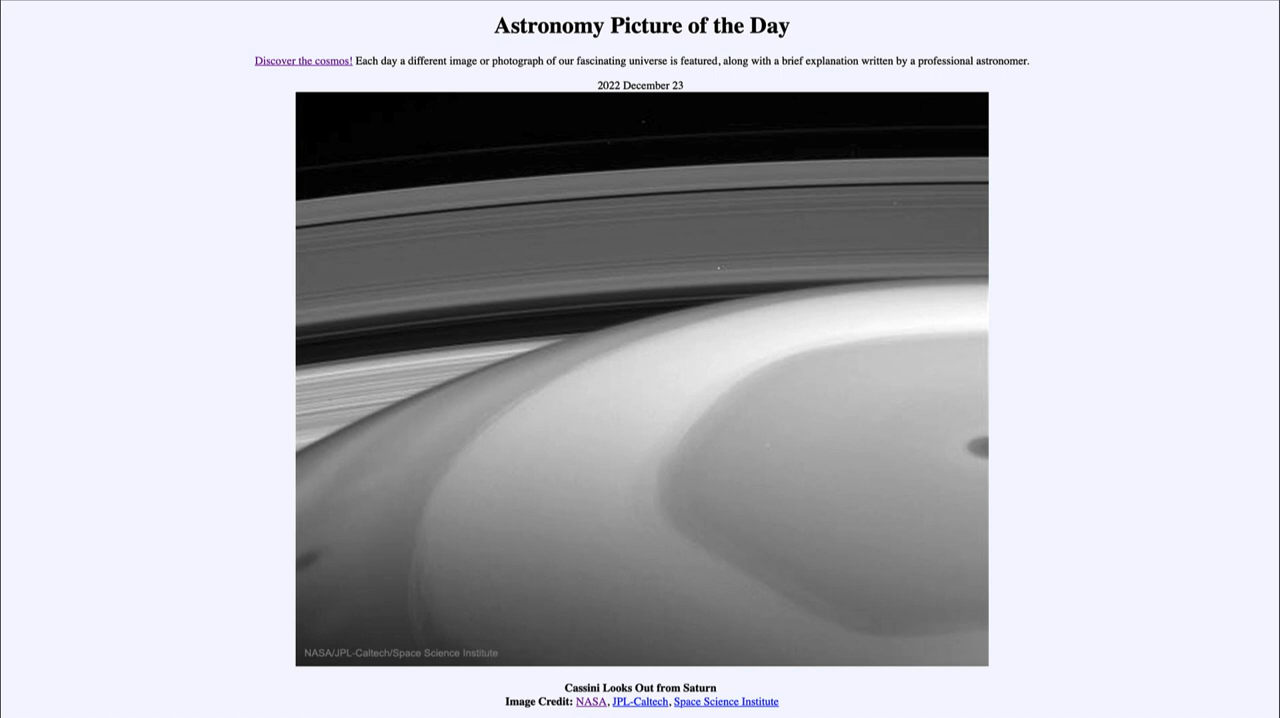 Astronomy Picture of the Day
Discover the cosmos! Each day a different image or photograph of our fascinating universe is featured, along with a brief explanation written by a professional astronomer.
2022 December 23
NASA/JPL-Caltech/Space Science Institute
Cassini Looks Out from Saturn
Image Credit: NASA, JPL-Caltech, Space Science Institute